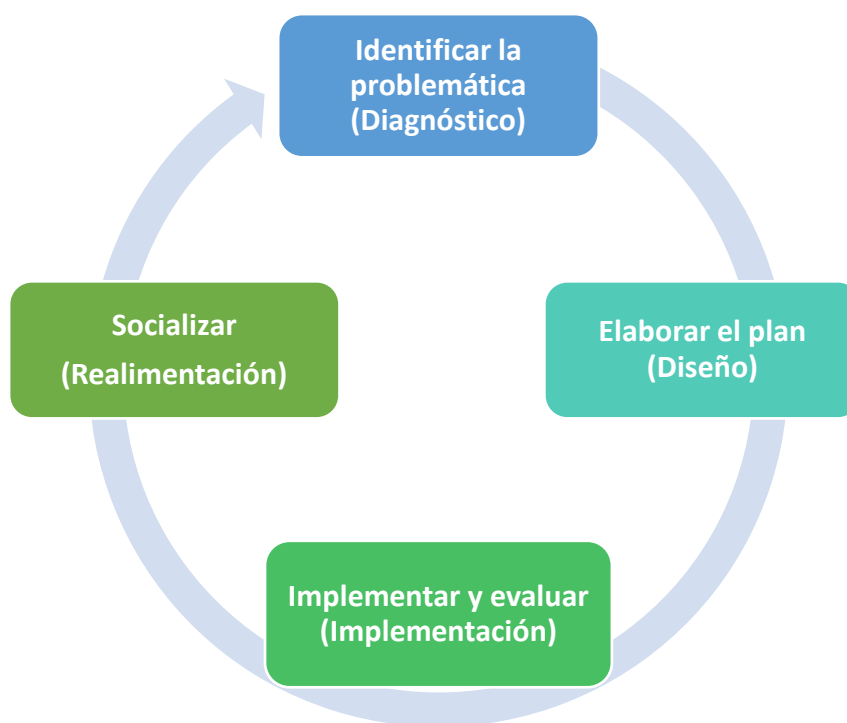 Identificar la
problemática
(Diagnóstico)
Elaborar el plan
(Diseño)
Implementar y evaluar
(Implementación)
Socializar
(Realimentación)